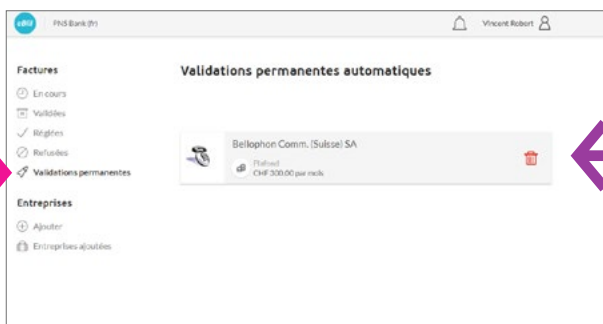 eBill
PNS Bank (fr)
Vincent Robert
Factures
En cours
Validées
Réglées
Refusées
Validations permanentes
Entreprises
Ajouter
Entreprises ajoutées
Validations permanentes automatiques
Bellophon Comm. (Suisse) SA
Plafond
CHF 300.00 par mois